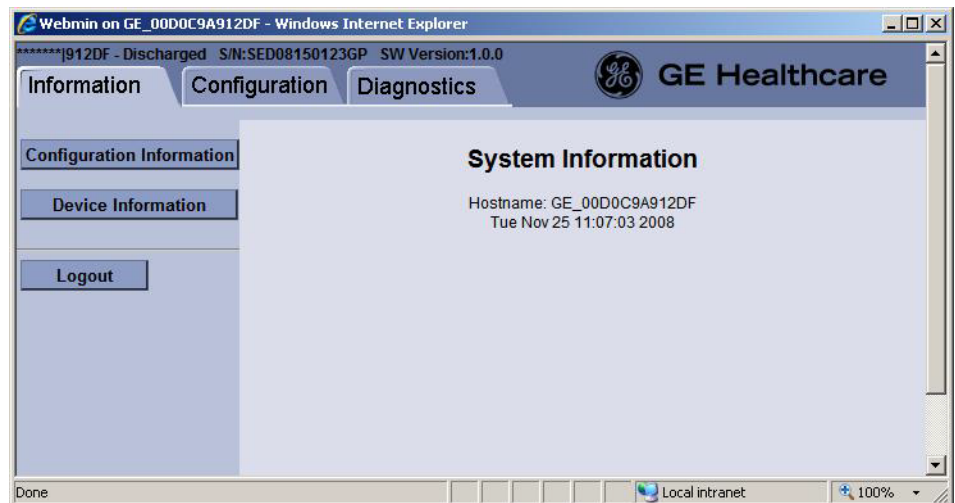 Webmin on GE_00D0C9A912DF - Windows Internet Explorer
*******|912DF - Discharged S/N:SED08150123GP SW Version:1.0.0
Information Configuration Diagnostics
GE Healthcare
Configuration Information
Device Information
Logout
System Information
Hostname: GE_00D0C9A912DF
Tue Nov 25 11:07:03 2008
Done Local intranet 100%